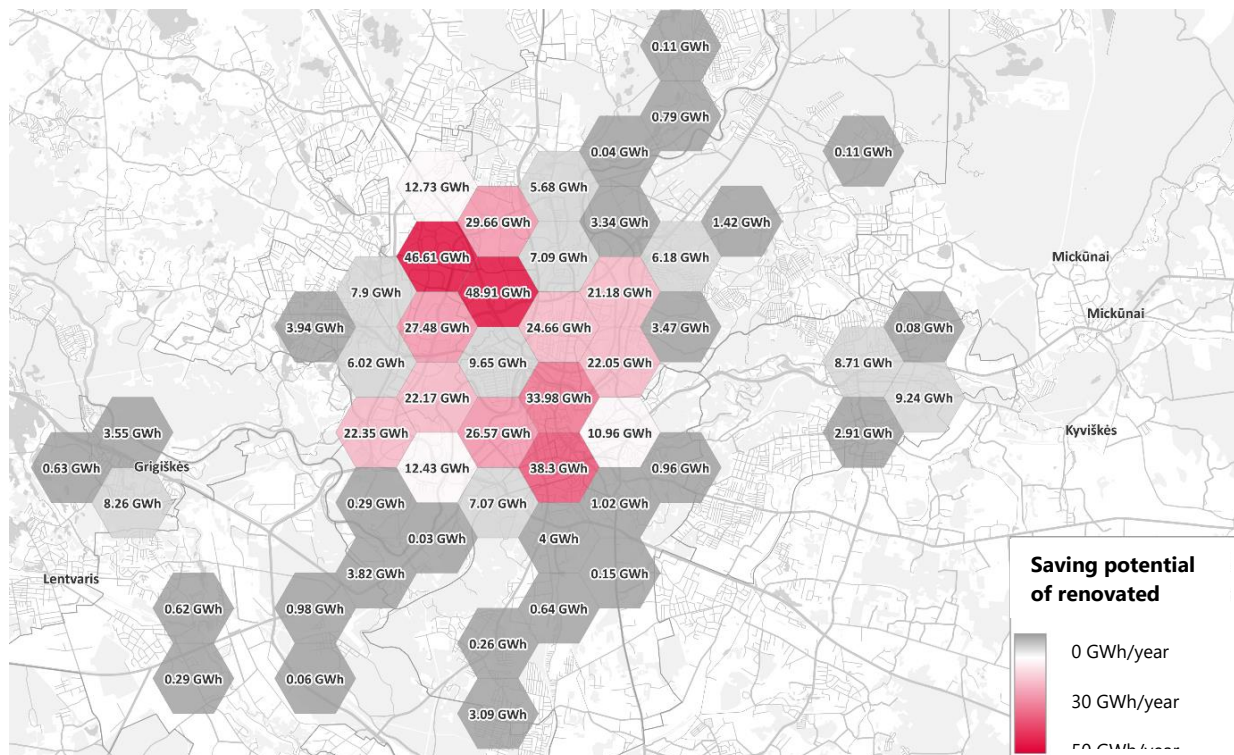 0.11 GWh
0.79 GWh
0.04 GWh
0.11 GWh
12.73 GWh
5.68 GWh
29.66 GWh
3.34 GWh
1.42 GWh
46.61 GWh
7.09 GWh
6.18 GWh
Mickūnai
7.9 GWh
48.91 GWh
21.18 GWh
Mickūnai
3.94 GWh
27.48 GWh
24.66 GWh
3.47 GWh
0.08 GWh
6.02 GWh
9.65 GWh
22.05 GWh
8.71 GWh
22.17 GWh
33.98 GWh
9.24 GWh
3.55 GWh
22.35 GWh
26.57 GWh
10.96 GWh
2.91 GWh
Kyviškės
0.63 GWh
Grigiškės
12.43 GWh
38.3 GWh
0.96 GWh
8.26 GWh
0.29 GWh
7.07 GWh
1.02 GWh
0.03 GWh
4 GWh
Lentvaris
3.82 GWh
0.15 GWh
0.62 GWh
0.98 GWh
0.64 GWh
0.26 GWh
0.29 GWh
0.06 GWh
3.09 GWh
Saving potential
of renovated
0 GWh/year
30 GWh/year
50 GWh/year